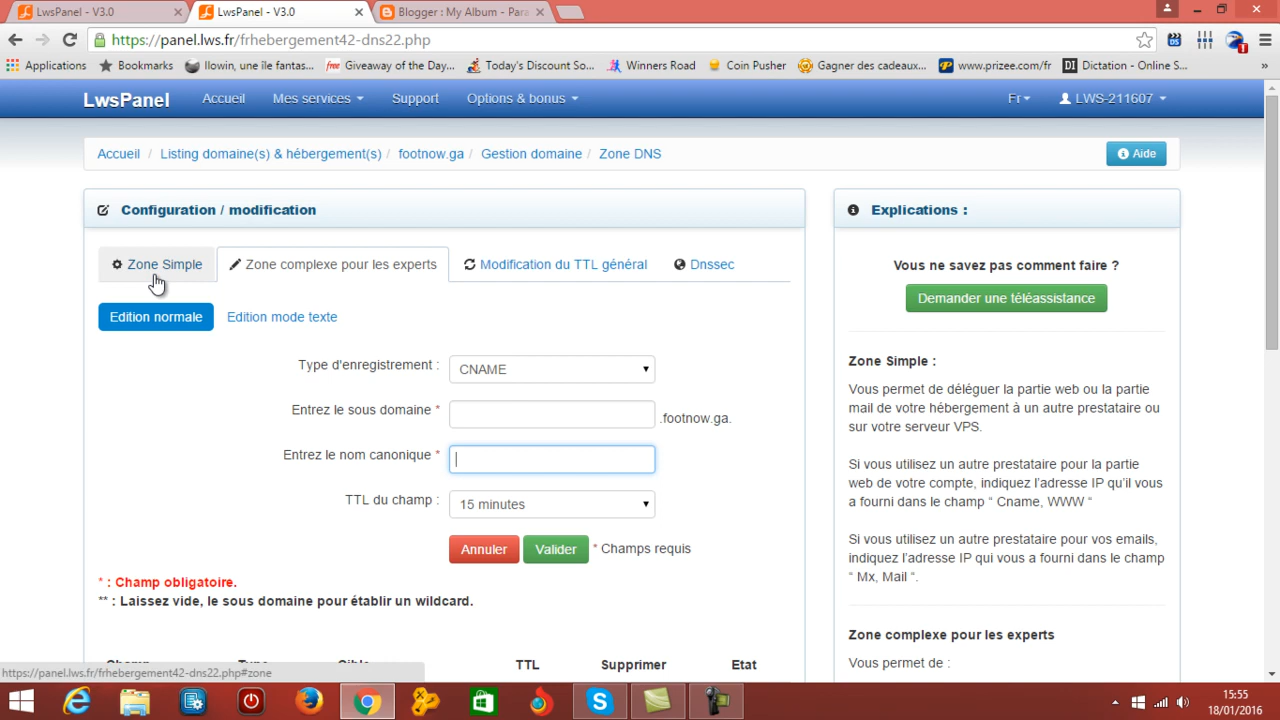 LwsPanel - V3.0
LwsPanel - V3.0
Blogger : My Album - Para
https://panel.lws.fr/frhebergement42-dns22.php
Applications
Bookmarks
Ilowin, une île fantas...
free Giveaway of the Day...
Today's Discount So...
Winners Road
Coin Pusher
Gagner des cadeaux...
www.prizee.com/fr
DI Dictation - Online S...
»
LwsPanel
Accueil
Mes services
Support
Options & bonus
Fr
LWS-211607
Accueil / Listing domaine(s) & hébergement(s) / footnow.ga / Gestion domaine / Zone DNS
Aide
Configuration / modification
Zone Simple
Zone complexe pour les experts
Modification du TTL général
Dnssec
Edition normale
Edition mode texte
Type d'enregistrement :
CNAME
Entrez le sous domaine *
.footnow.ga.
Entrez le nom canonique *
TTL du champ :
15 minutes
Annuler
Valider
* Champs requis
* : Champ obligatoire.
** : Laissez vide, le sous domaine pour établir un wildcard.
Champ
Type
Cible
TTL
Supprimer
Etat
Explications :
Vous ne savez pas comment faire ?
Demander une téléassistance
Zone Simple :
Vous permet de déléguer la partie web ou la partie
mail de votre hébergement à un autre prestataire ou
sur votre serveur VPS.
Si vous utilisez un autre prestataire pour la partie
web de votre compte, indiquez l'adresse IP qu'il vous
a fourni dans le champ “ Cname, WWW “
Si vous utilisez un autre prestataire pour vos emails,
indiquez l'adresse IP qui vous a fourni dans le champ
“ Mx, Mail “.
Zone complexe pour les experts
Vous permet de :
https://panel.lws.fr/frhebergement42-dns22.php#zone
15:55
18/01/2016